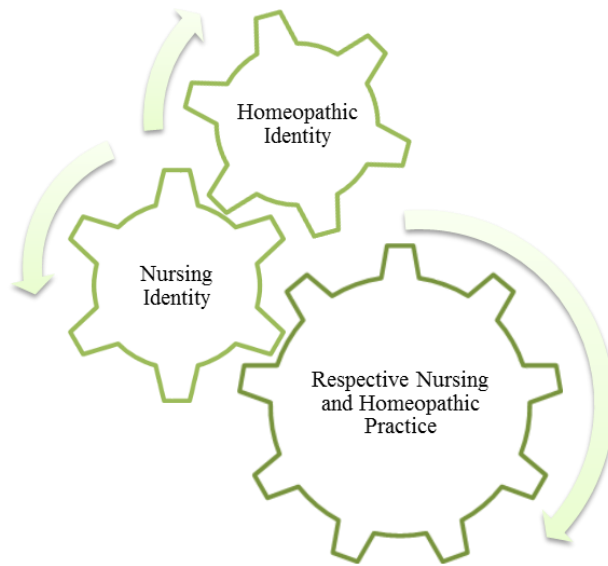 Homeopathic
Identity
Nursing
Identity
Respective Nursing
and Homeopathic
Practice